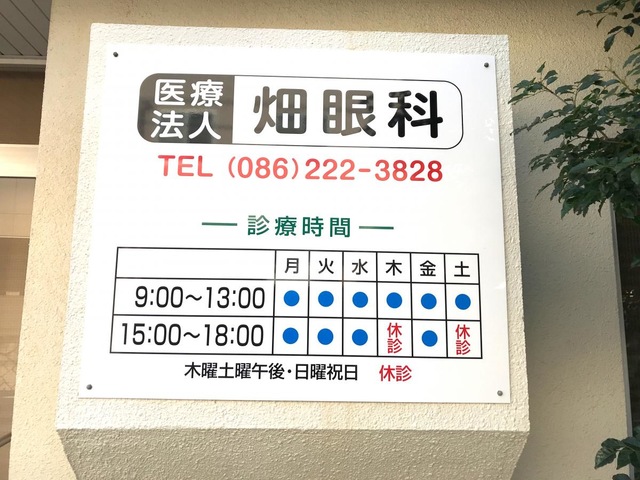 医療法人 畑眼科
TEL (086)222-3828
診療時間
月 火 水 木 金 土
9:00～13:00 ● ● ● ● ● ●
15:00～18:00 ● ● ● 休診 ● 休診
木曜土曜午後・日曜祝日 休診